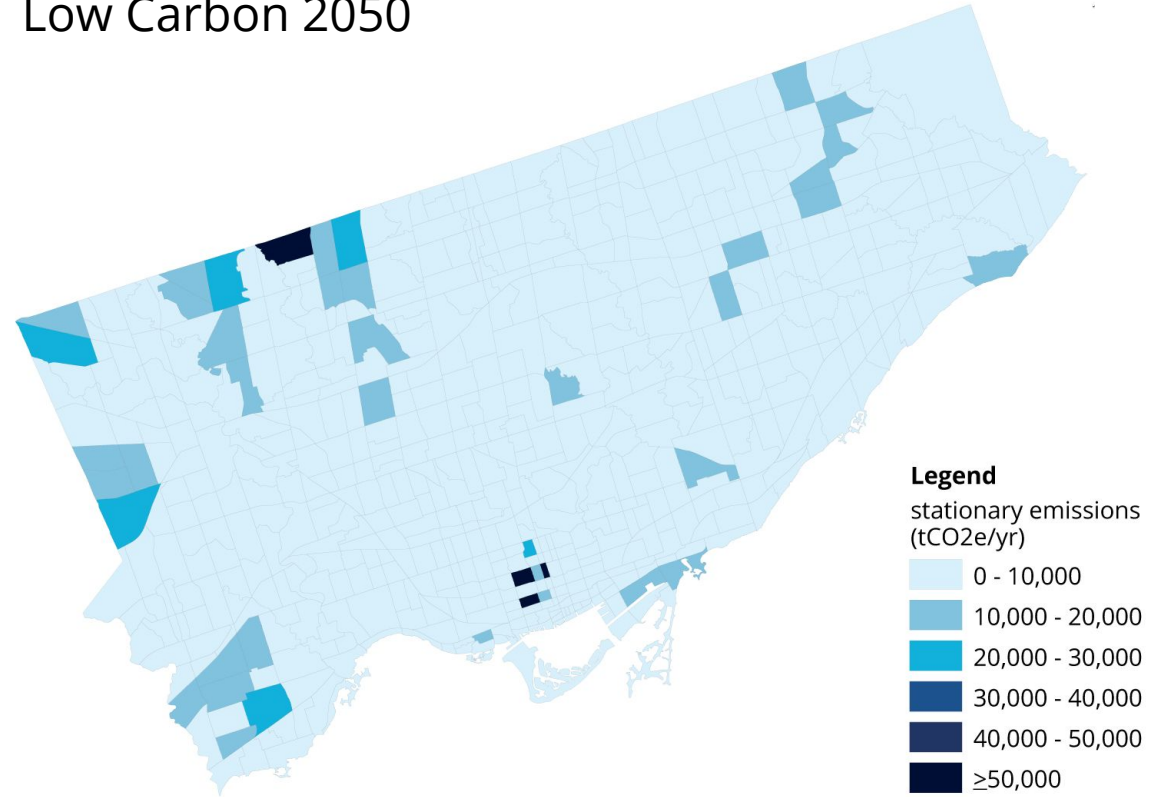 Low Carbon 2050
Legend
stationary emissions
(tCO2e/yr)
0 - 10,000
10,000 - 20,000
20,000 - 30,000
30,000 - 40,000
40,000 - 50,000
≥50,000